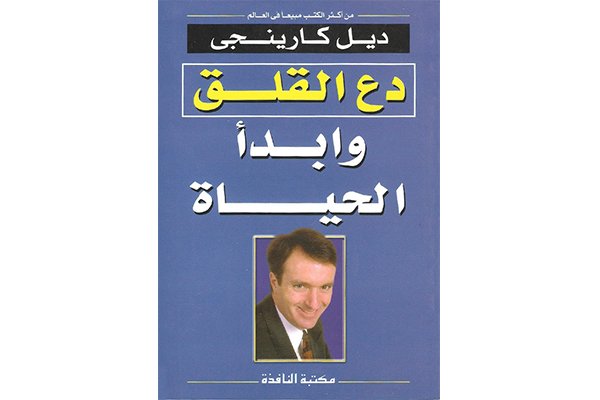 من أكثر الكتب مبيعا فى العالم
ديل كارينجى
دع القلق
وابدأ
الحياة
مكتبة النافذة